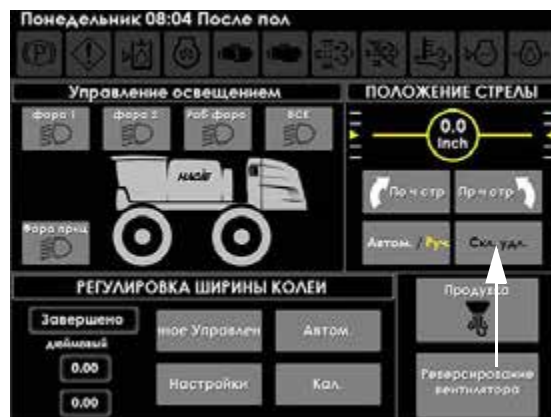 Понедельник 08:04 После пол
Управление освещением
ПОЛОЖЕНИЕ СТРЕЛЫ
фара 1 фара 2 Раб фара ВСЕ
0.0
Inch
HAGIE
По ч стр Пр ч стр
Фара приц
Автом. / Руч. Скл. удл.
РЕГУЛИРОВКА ШИРИНЫ КОЛЕИ
Завершено
дюймовый
0.00
0.00
ное Управлен Автом.
Настройки Кал.
Продувка
Реверсирование
вентилятора